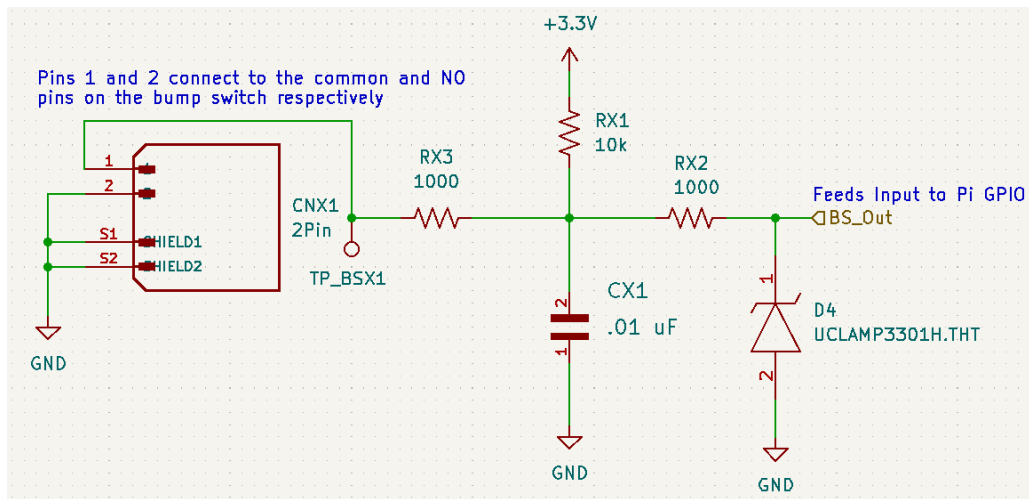 +3.3V
Pins 1 and 2 connect to the common and NO
pins on the bump switch respectively
RX1
10k
1
2
S1
SHIELD1
S2
SHIELD2
CNX1
2Pin
GND
RX3
1000
TP_BSX1
RX2
1000
Feeds Input to Pi GPIO
BS_Out
2
CX1
.01 uF
1
GND
1
D4
UCLAMP3301H.THT
2
GND